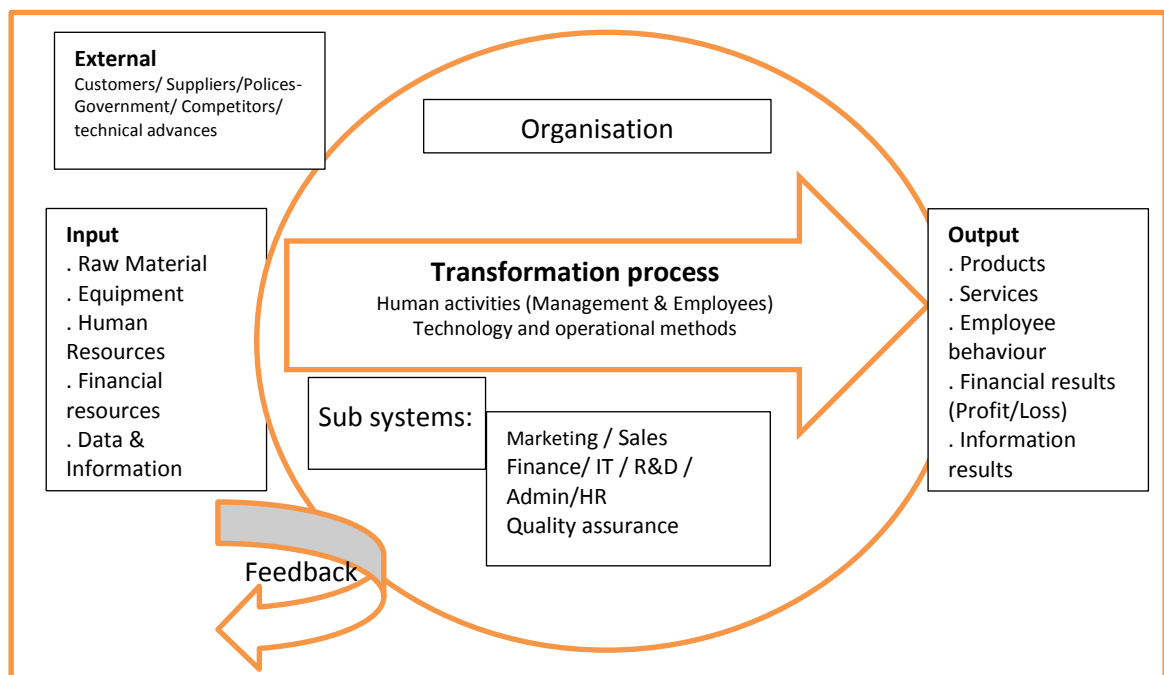 External
Customers/ Suppliers/Polices-
Government/ Competitors/
technical advances
Organisation
Input
. Raw Material
. Equipment
. Human
Resources
. Financial
resources
. Data &
Information
Transformation process
Human activities (Management & Employees)
Technology and operational methods
Output
. Products
. Services
. Employee
behaviour
. Financial results
(Profit/Loss)
. Information
results
Sub systems:
Marketing / Sales
Finance/ IT / R&D /
Admin/HR
Quality assurance
Feedback